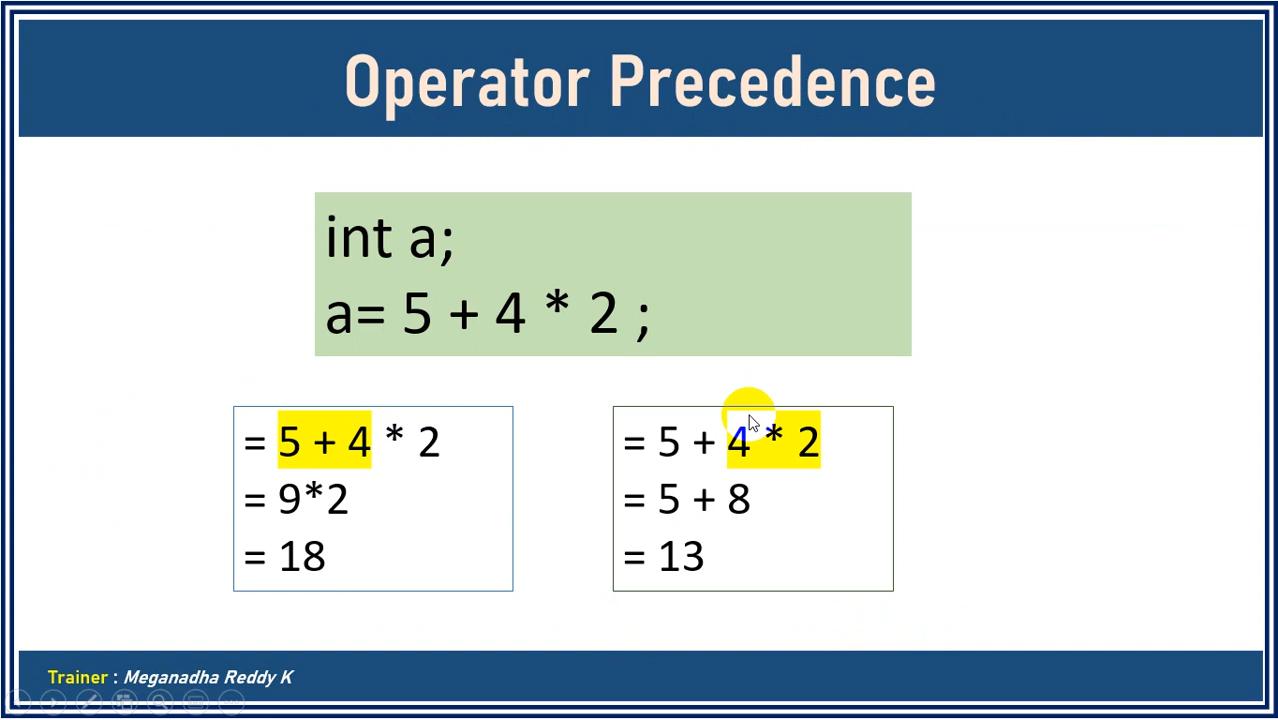 Operator Precedence
int a;
a= 5 + 4 * 2 ;
= 5 + 4 * 2
= 9*2
= 18
= 5 + 4 * 2
= 5 + 8
= 13
Trainer : Meganadha Reddy K